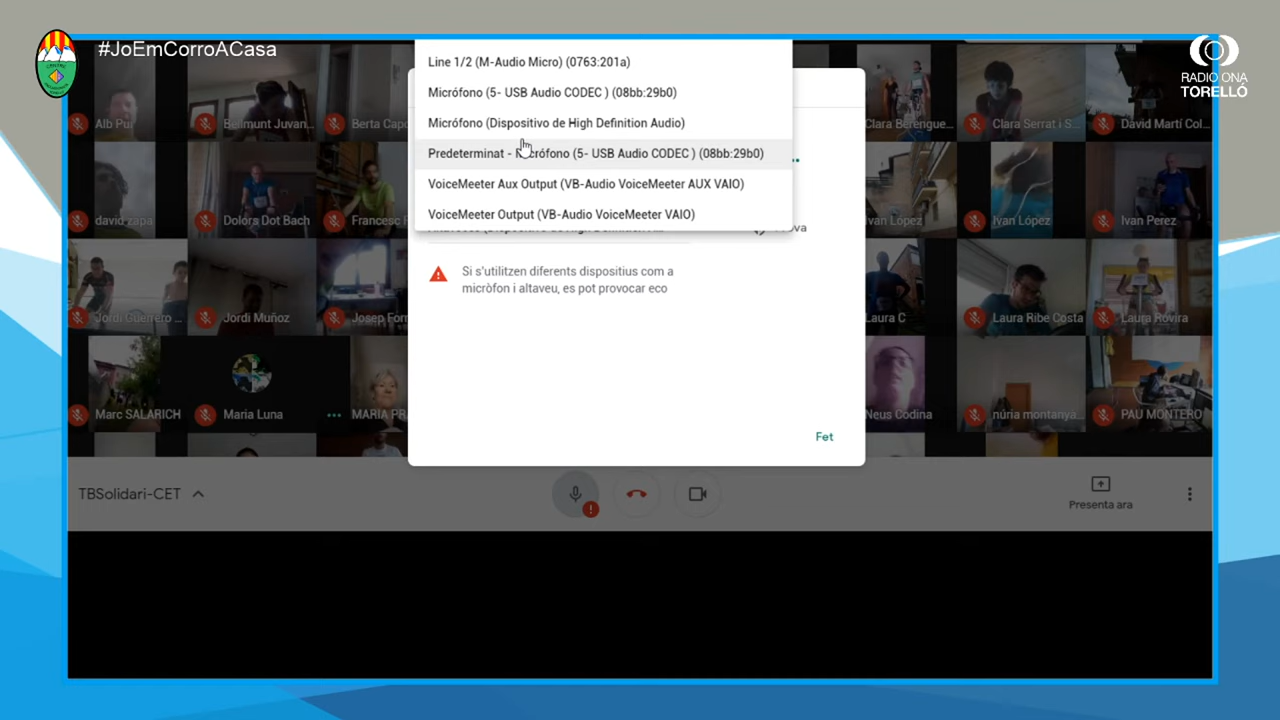 #JoEmCorroACasa
RADIO ONA
TORELLÓ
Line 1/2 (M-Audio Micro) (0763:201a)
Micrófono (5- USB Audio CODEC ) (08bb:29b0)
Micrófono (Dispositivo de High Definition Audio)
Predeterminat - Micrófono (5- USB Audio CODEC ) (08bb:29b0)
VoiceMeeter Aux Output (VB-Audio VoiceMeeter AUX VAIO)
VoiceMeeter Output (VB-Audio VoiceMeeter VAIO)
Si s'utilitzen diferents dispositius com a
micròfon i altaveu, es pot provocar eco
Fet
Alb Pui
Bellmunt Juvan...
Berta Capo
Clara Berengue...
Clara Serrat i S...
David Martí Col...
david zapa
Dolors Dot Bach
Francesc
Ivan López
Ivan López
Ivan Perez
Jordi Guerrero ...
Jordi Muñoz
Josep Forn
Laura C
Laura Ribe Costa
Laura Rovira
Marc SALARICH
Maria Luna
MARIA PRA
Neus Codina
núria montanya...
PAU MONTERO
TBSolidari-CET
Presenta ara